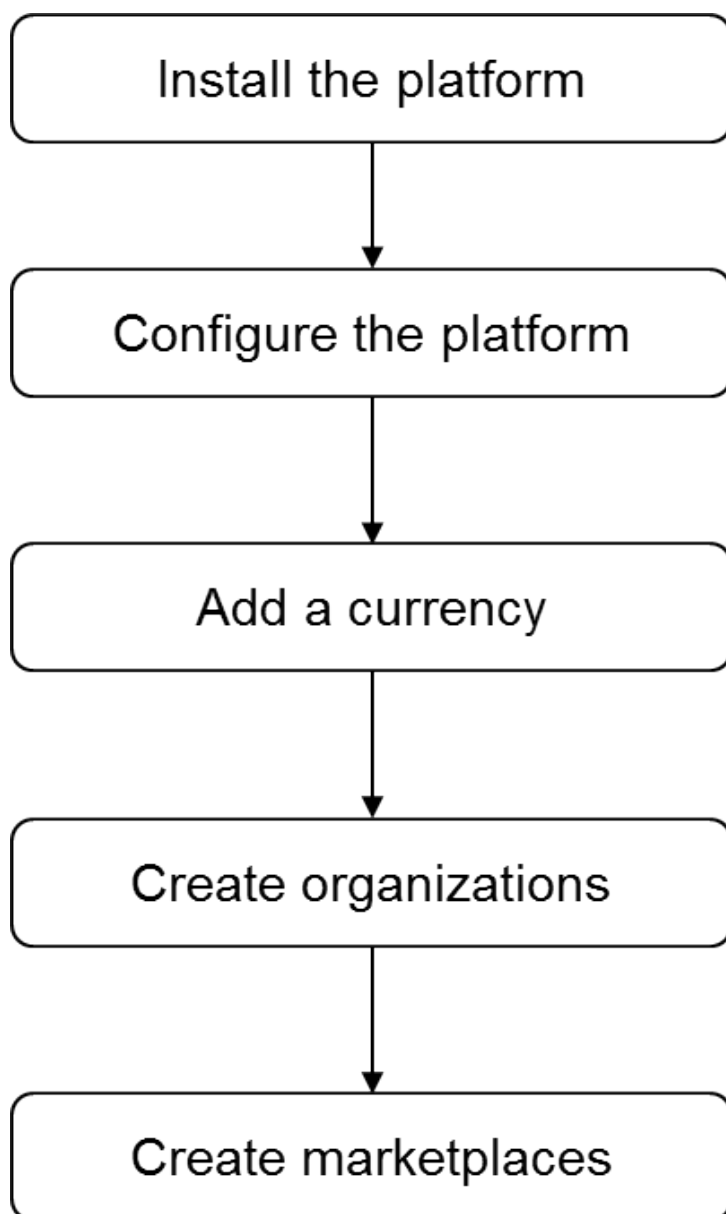 Install the platform
Configure the platform
Add a currency
Create organizations
Create marketplaces